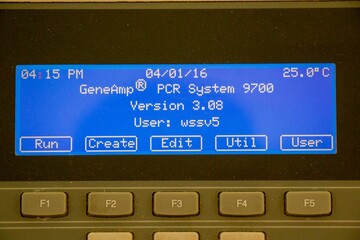 04:15 PM 04/01/16 25.0°C
GeneAmp® PCR System 9700
Version 3.08
User: wssv5
Run Create Edit Util User
F1 F2 F3 F4 F5